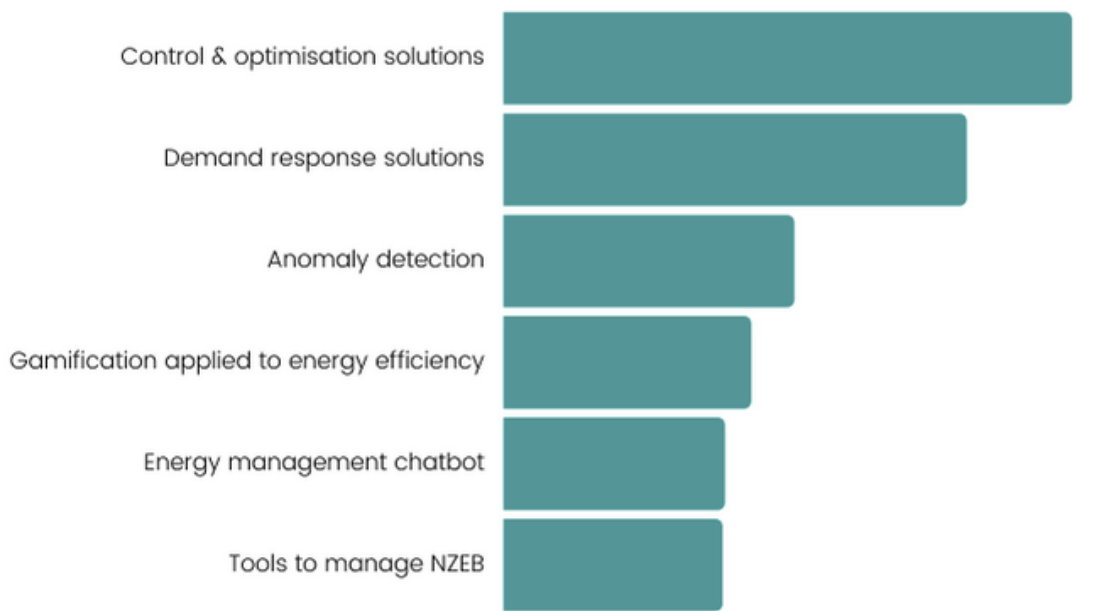 Control & optimisation solutions
Demand response solutions
Anomaly detection
Gamification applied to energy efficiency
Energy management chatbot
Tools to manage NZEB